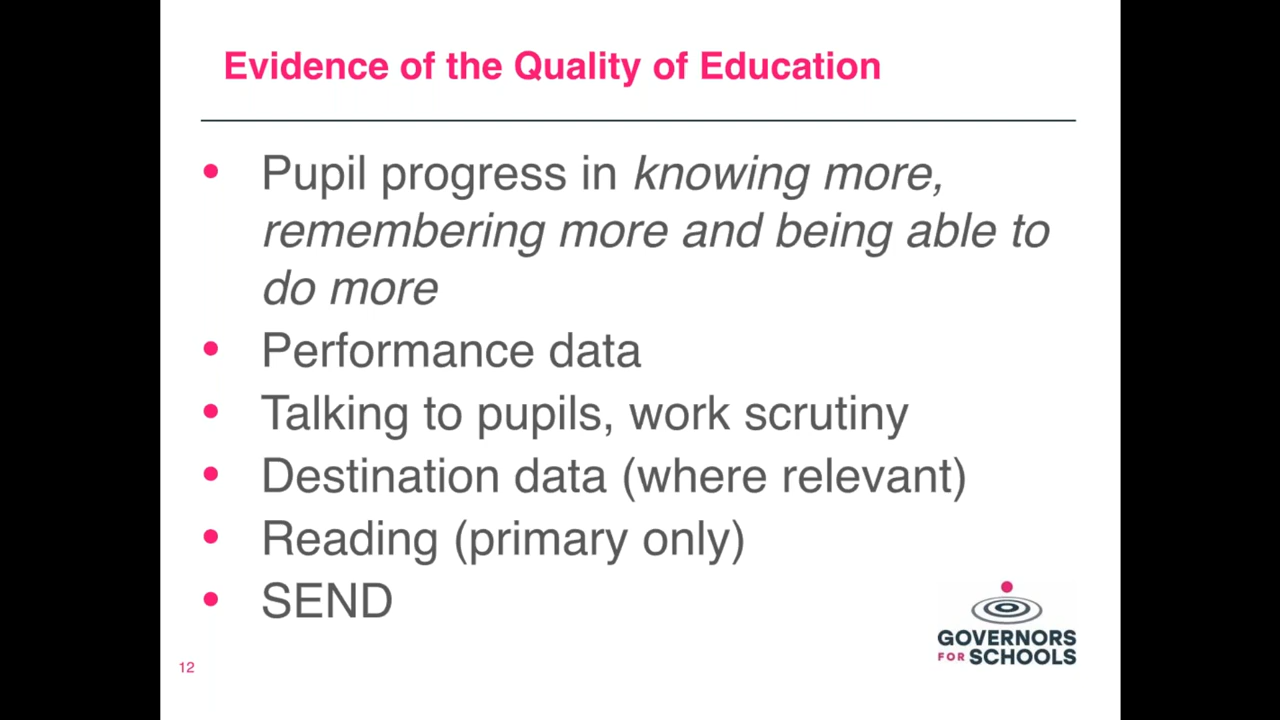 Evidence of the Quality of Education
• Pupil progress in knowing more,
remembering more and being able to
do more
• Performance data
• Talking to pupils, work scrutiny
• Destination data (where relevant)
• Reading (primary only)
• SEND
GOVERNORS
FOR SCHOOLS
12